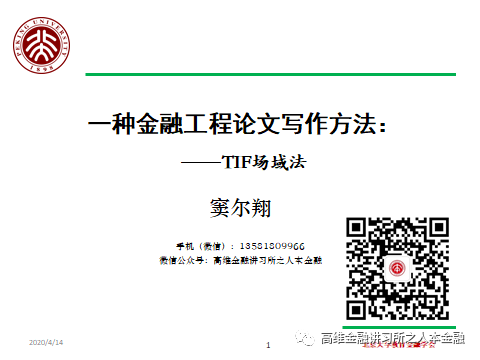 PEKING UNIVERSITY
1898
一种金融工程论文写作方法：
——TIF场域法
窦尔翔
手机（微信）：13581809966
微信公众号：高维金融讲习所之人本金融
2020/4/14
1
高维金融讲习所之人本金融